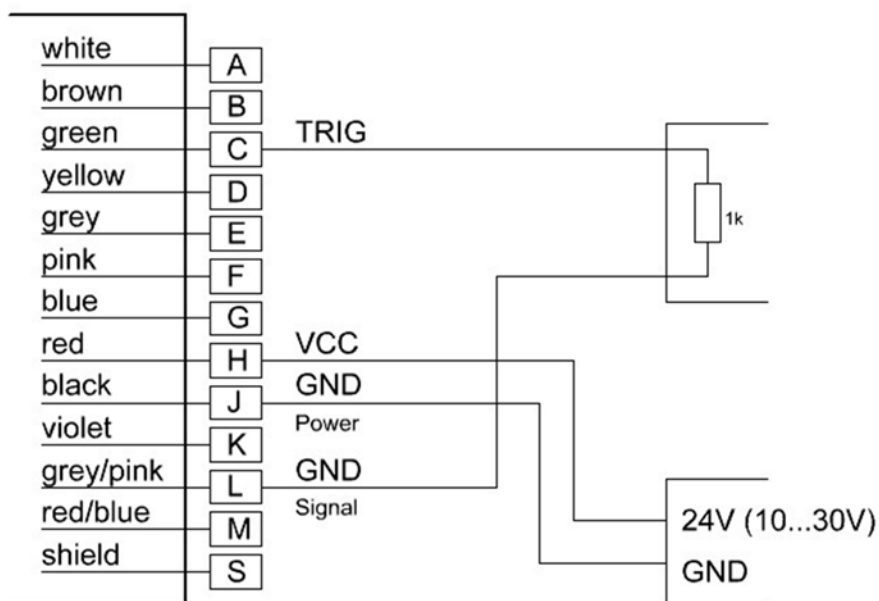 white A
brown B
green C TRIG
yellow D
grey E
1k
pink F
blue G
red H VCC
black J GND
Power
violet K
grey/pink L GND
Signal
red/blue M
24V (10...30V)
shield S
GND